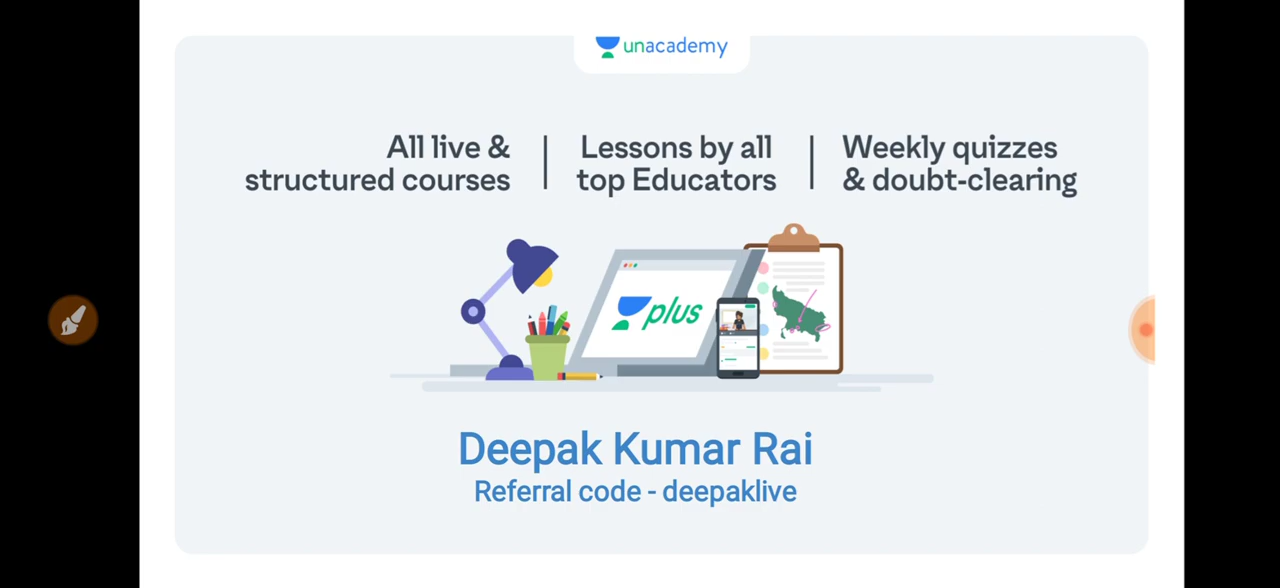 unacademy
All live &
structured courses
Lessons by all
top Educators
Weekly quizzes
& doubt-clearing
plus
Deepak Kumar Rai
Referral code - deepaklive